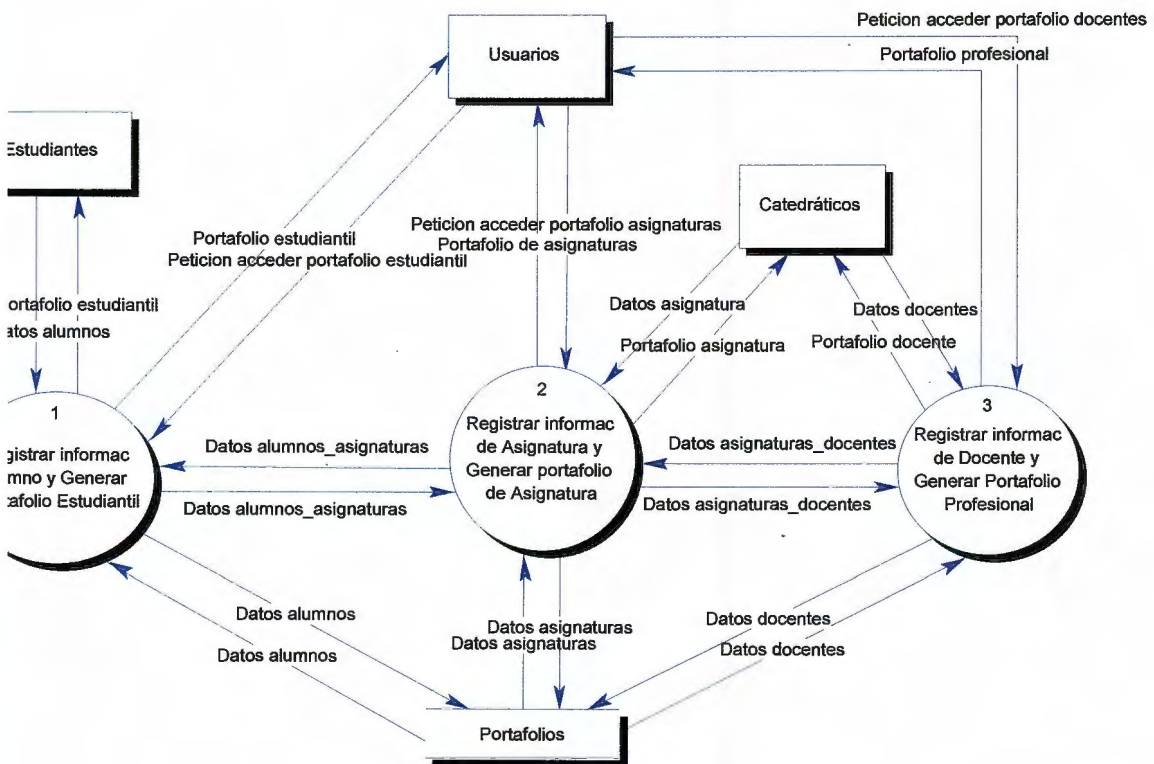 Peticion acceder portafolio docentes
Usuarios
Portafolio profesional
Estudiantes
Catedráticos
Peticion acceder portafolio asignaturas
Portafolio de asignaturas
Portafolio estudiantil
Peticion acceder portafolio estudiantil
ortafolio estudiantil
atos alumnos
Datos asignatura
Portafolio asignatura
Datos docentes
Portafolio docente
1
gistrar informac
mno y Generar
tafolio Estudiantil
2
Registrar informac
de Asignatura y
Generar portafolio
de Asignatura
3
Registrar informac
de Docente y
Generar Portafolio
Profesional
Datos alumnos_asignaturas
Datos alumnos_asignaturas
Datos asignaturas_docentes
Datos asignaturas_docentes
Datos alumnos
Datos alumnos
Datos asignaturas
Datos asignaturas
Datos docentes
Datos docentes
Portafolios